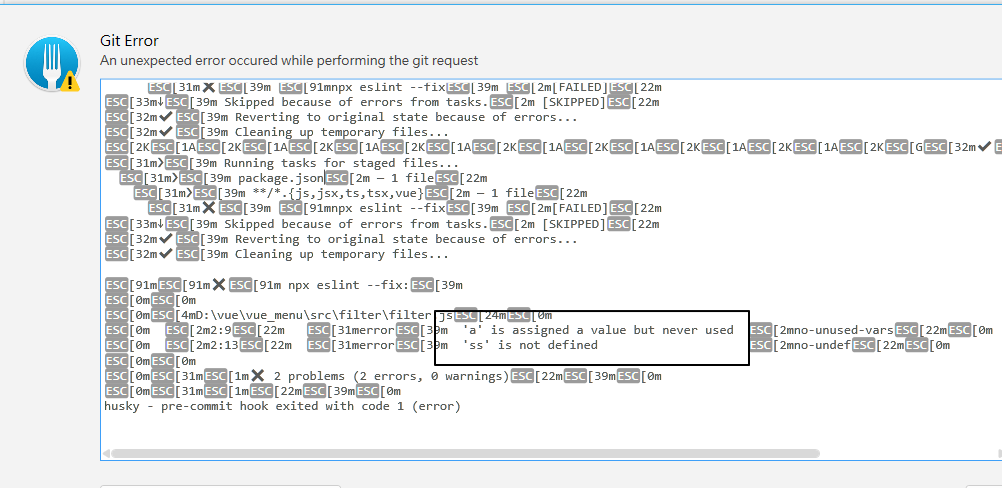 Git Error
An unexpected error occured while performing the git request
ESC[31m✖ESC[39m ESC[91mnpx eslint --fixESC[39m ESC[2m[FAILED]ESC[22m
ESC[33m↓ESC[39m Skipped because of errors from tasks.ESC[2m [SKIPPED]ESC[22m
ESC[32m✔ESC[39m Reverting to original state because of errors...
ESC[32m✔ESC[39m Cleaning up temporary files...
ESC[2KESC[1AESC[2KESC[1AESC[2KESC[1AESC[2KESC[1AESC[2KESC[1AESC[2KESC[1AESC[2KESC[1AESC[2KESC[1AESC[2KESC[1AESC[2KESC[GESC[32m✔
ESC[31m❯ESC[39m Running tasks for staged files...
ESC[31m❯ESC[39m package.jsonESC[2m — 1 fileESC[22m
ESC[31m❯ESC[39m **/*.{js,jsx,ts,tsx,vue}ESC[2m — 1 fileESC[22m
ESC[31m✖ESC[39m ESC[91mnpx eslint --fixESC[39m ESC[2m[FAILED]ESC[22m
ESC[33m↓ESC[39m Skipped because of errors from tasks.ESC[2m [SKIPPED]ESC[22m
ESC[32m✔ESC[39m Reverting to original state because of errors...
ESC[32m✔ESC[39m Cleaning up temporary files...
ESC[91mESC[91m✖ESC[91m npx eslint --fix:ESC[39m
ESC[0mESC[0m
ESC[0mESC[4mD:\vue\vue_menu\src\filter\filter.jsESC[24mESC[0m
ESC[0m ESC[2m2:9ESC[22m ESC[31merrorESC[39m 'a' is assigned a value but never used ESC[2mno-unused-varsESC[22mESC[0m
ESC[0m ESC[2m2:13ESC[22m ESC[31merrorESC[39m 'ss' is not defined ESC[2mno-undefESC[22mESC[0m
ESC[0mESC[0m
ESC[0mESC[31mESC[1m✖ 2 problems (2 errors, 0 warnings)ESC[22mESC[39mESC[0m
ESC[0mESC[31mESC[1mESC[22mESC[39mESC[0m
husky - pre-commit hook exited with code 1 (error)